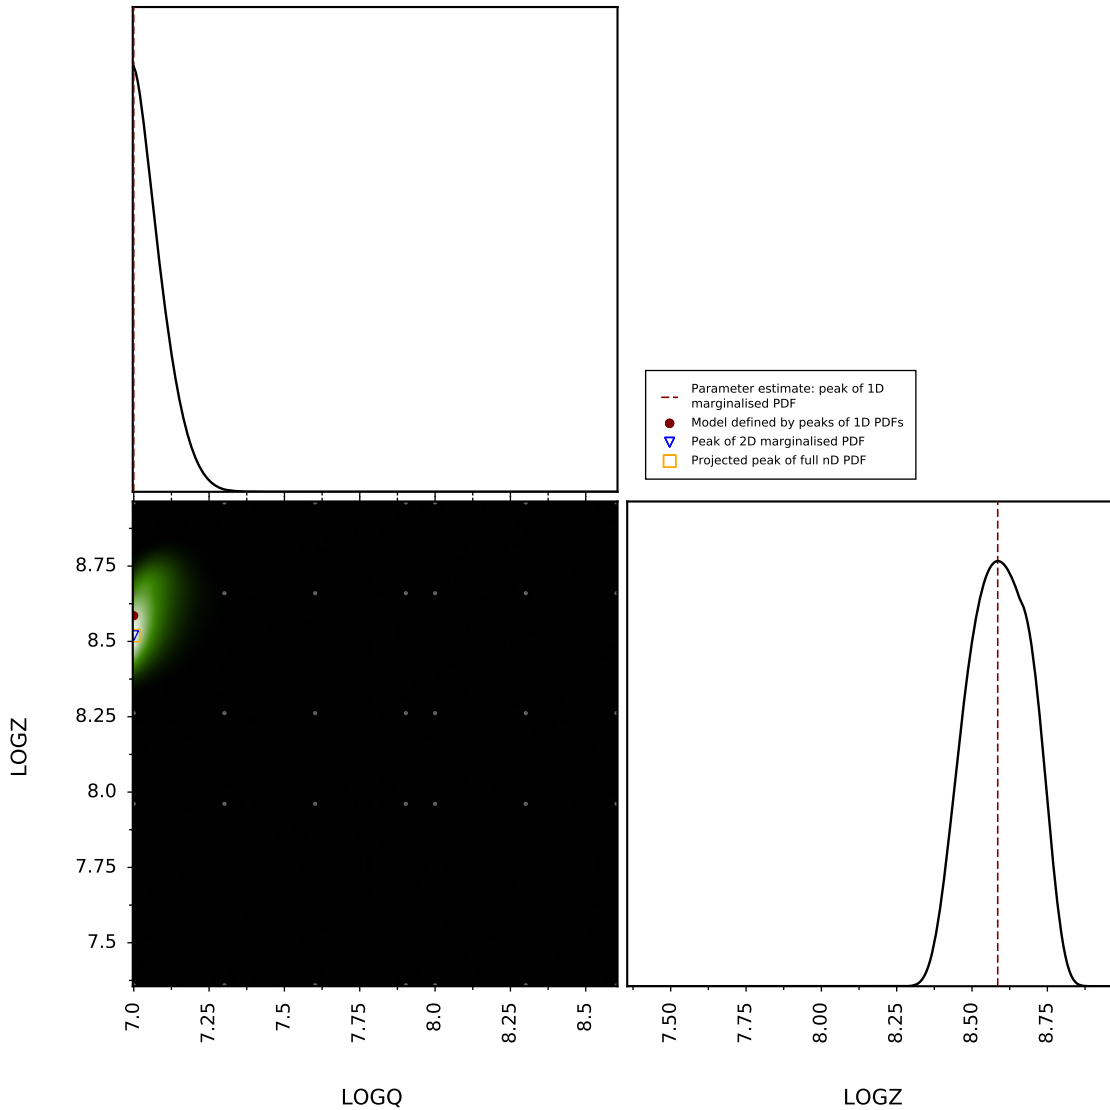 Parameter estimate: peak of 1D
marginalised PDF
Model defined by peaks of 1D PDFs
Peak of 2D marginalised PDF
Projected peak of full nD PDF
LOGZ
8.75
8.5
8.25
8.0
7.75
7.5
7.0 7.25 7.5 7.75 8.0 8.25 8.5
LOGQ
7.50 7.75 8.00 8.25 8.50 8.75
LOGZ